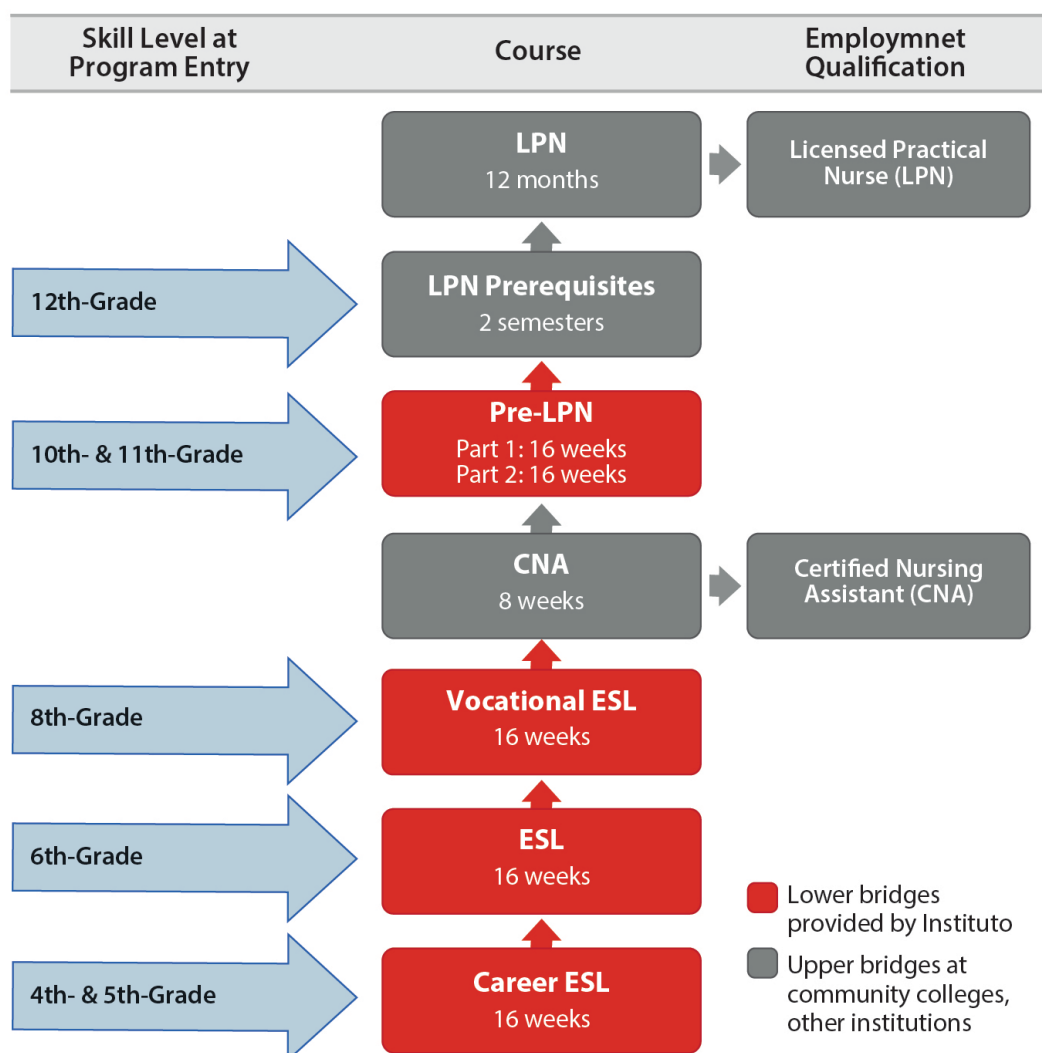 Skill Level at
Program Entry
Course
Employmnet
Qualification
LPN
12 months
Licensed Practical
Nurse (LPN)
12th-Grade
LPN Prerequisites
2 semesters
10th- & 11th-Grade
Pre-LPN
Part 1: 16 weeks
Part 2: 16 weeks
CNA
8 weeks
Certified Nursing
Assistant (CNA)
8th-Grade
Vocational ESL
16 weeks
6th-Grade
ESL
16 weeks
4th- & 5th-Grade
Career ESL
16 weeks
Lower bridges
provided by Instituto
Upper bridges at
community colleges,
other institutions